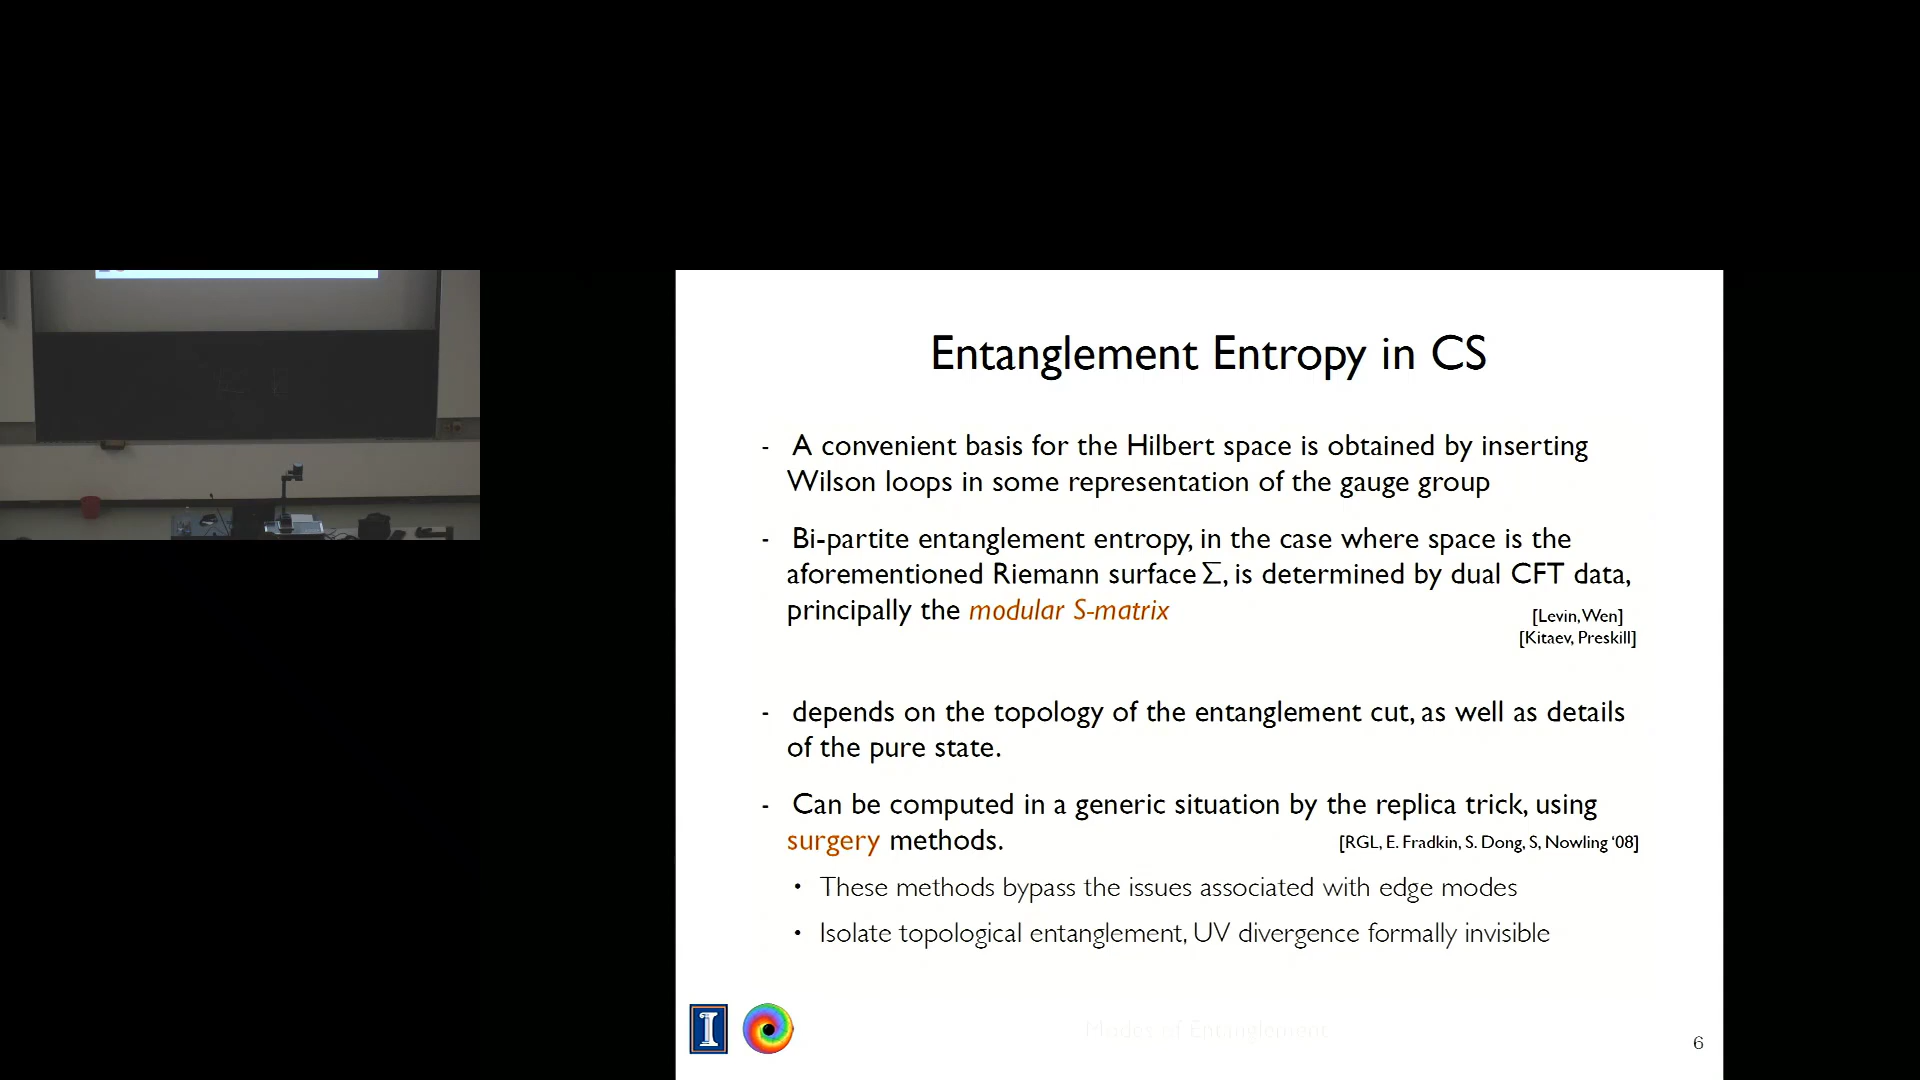 Entanglement Entropy in CS
- A convenient basis for the Hilbert space is obtained by inserting
Wilson loops in some representation of the gauge group
- Bi-partite entanglement entropy, in the case where space is the
aforementioned Riemann surface Σ, is determined by dual CFT data,
principally the modular S-matrix
[Levin, Wen]
[Kitaev, Preskill]
- depends on the topology of the entanglement cut, as well as details
of the pure state.
- Can be computed in a generic situation by the replica trick, using
surgery methods.
[RGL, E. Fradkin, S. Dong, S, Nowling ‘08]
• These methods bypass the issues associated with edge modes
• Isolate topological entanglement, UV divergence formally invisible
Modes of Entanglement
6